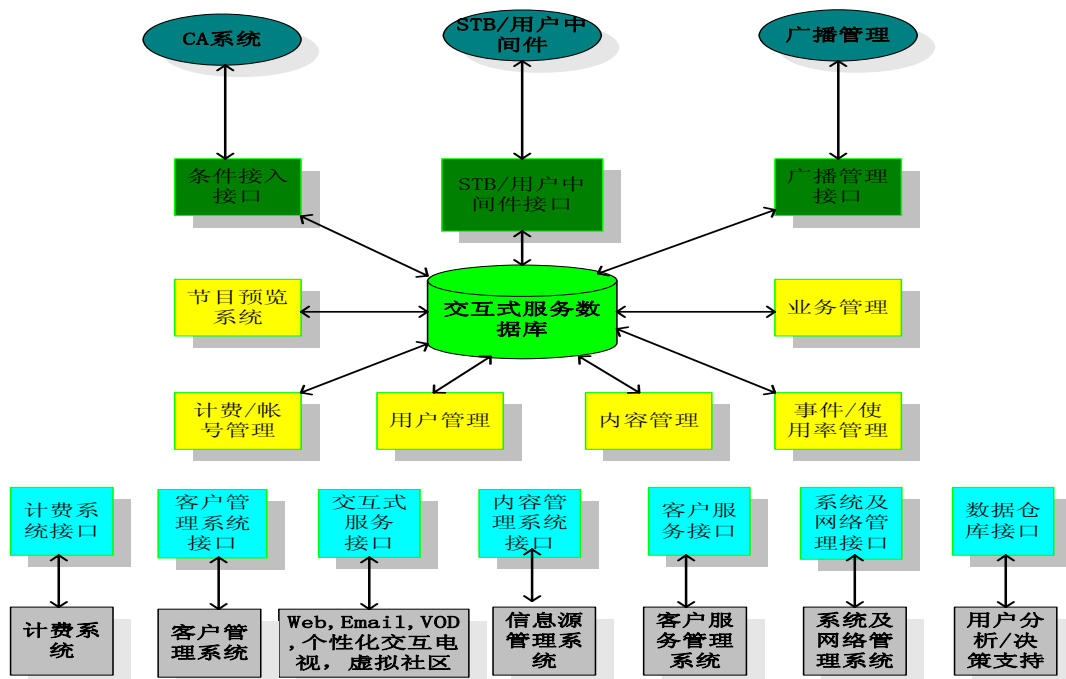 CA系统
STB/用户中
间件
广播管理
条件接入
接口
STB/用户中
间件接口
广播管理
接口
节目预览
系统
交互式服务数
据库
业务管理
计费/帐
号管理
用户管理
内容管理
事件/使
用率管理
计费系
统接口
客户管
理系统
接口
交互式
服务
接口
内容管
理系统
接口
客户服
务接口
系统及
网络管
理接口
数据仓
库接口
计费系
统
客户管
理系统
Web,Email,VOD
,个性化交互电
视，虚拟社区
信息源
管理系
统
客户服
务管理
系统
系统及
网络管
理系统
用户分
析/决
策支持